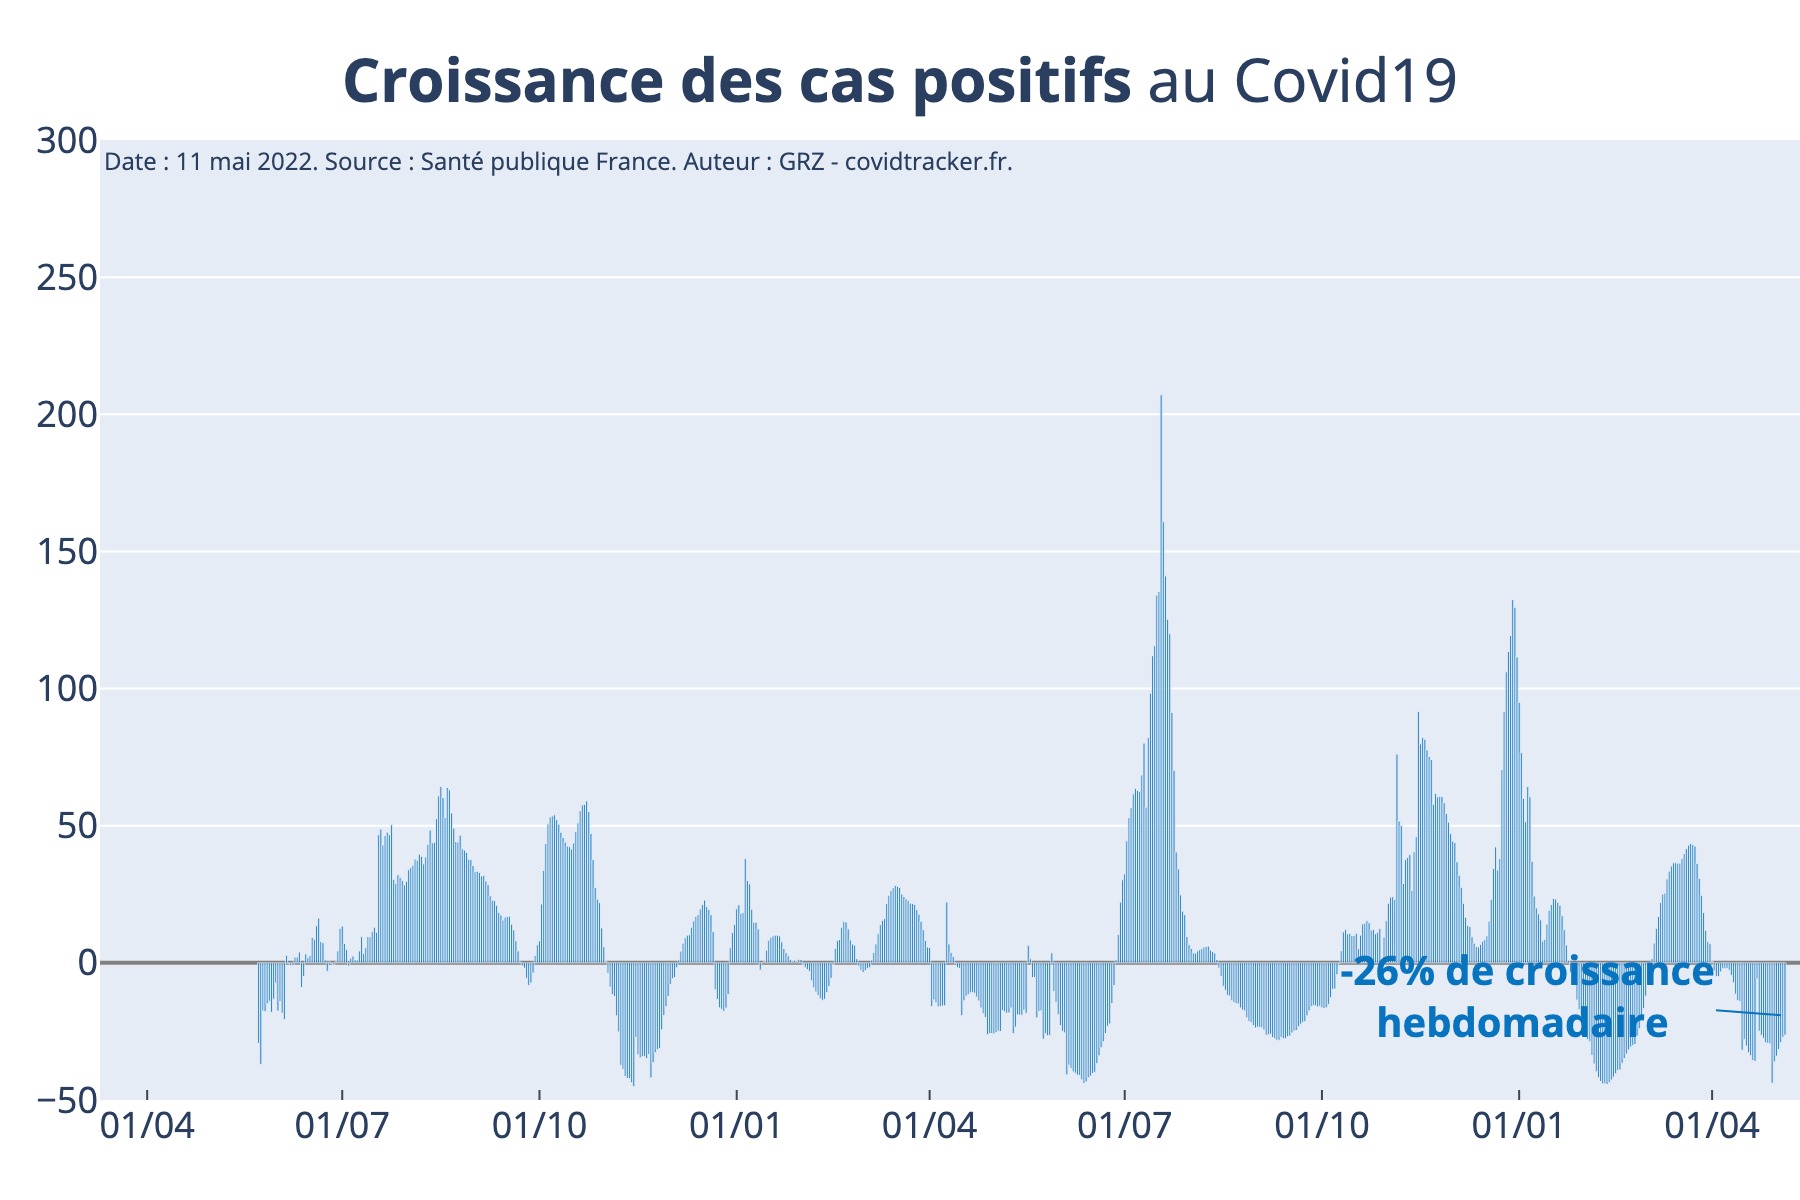 Croissance des cas positifs au Covid19
300
Date : 11 mai 2022. Source : Santé publique France. Auteur : GRZ - covidtracker.fr.
250
200
150
100
50
0
-26% de croissance
hebdomadaire
−50
01/04 01/07 01/10 01/01 01/04 01/07 01/10 01/01 01/04